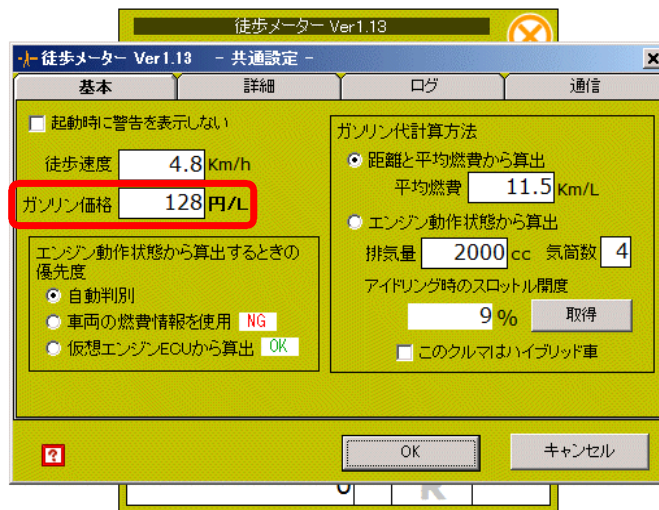 徒歩メーター Ver1.13
徒歩メーター Ver1.13 - 共通設定 -
基本
詳細
ログ
通信
起動時に警告を表示しない
徒歩速度 4.8 Km/h
ガソリン価格 128 円/L
エンジン動作状態から算出するときの
優先度
自動判別
車両の燃費情報を使用 NG
仮想エンジンECUから算出 OK
ガソリン代計算方法
距離と平均燃費から算出
平均燃費 11.5 Km/L
エンジン動作状態から算出
排気量 2000 cc 気筒数 4
アイドリング時のスロットル開度
9 % 取得
このクルマはハイブリッド車
?
OK
キャンセル